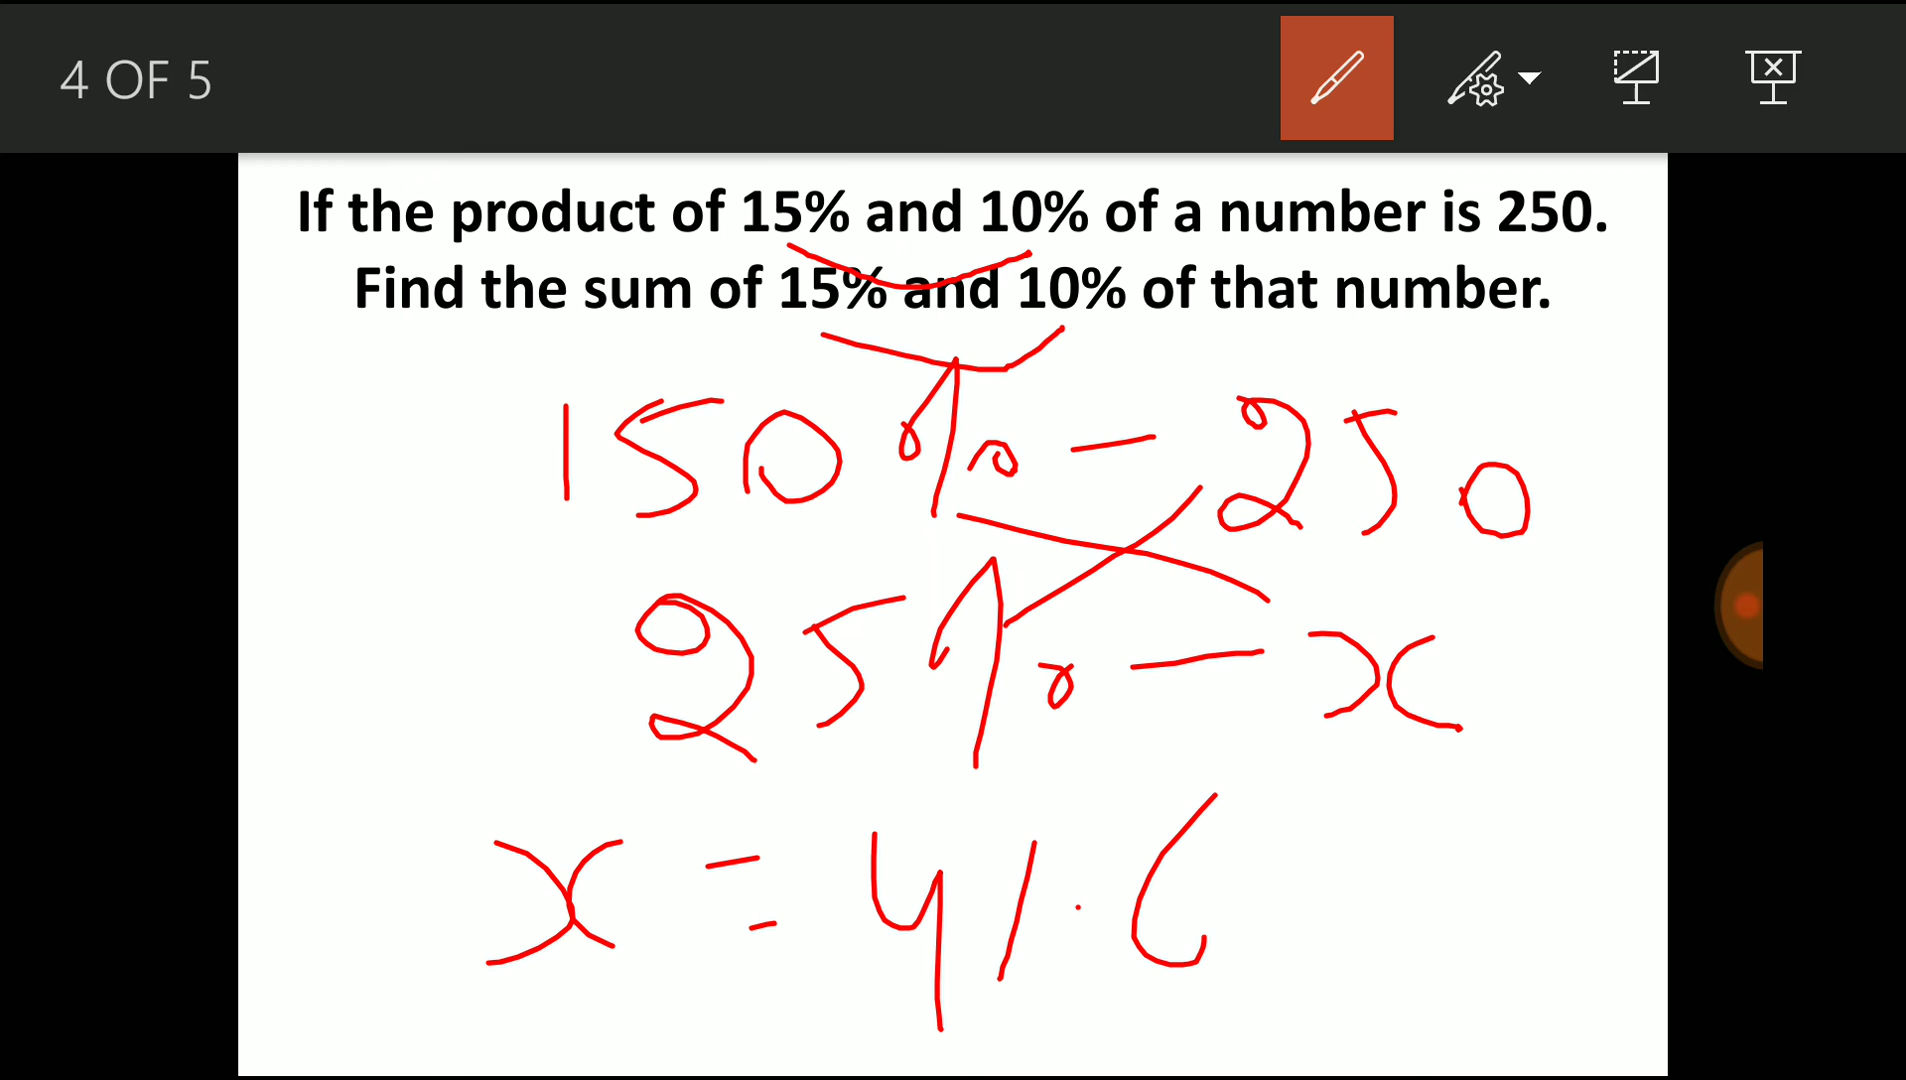 4 OF 5
If the product of 15% and 10% of a number is 250.
Find the sum of 15% and 10% of that number.
150% — 250
25% — x
x = 41.6